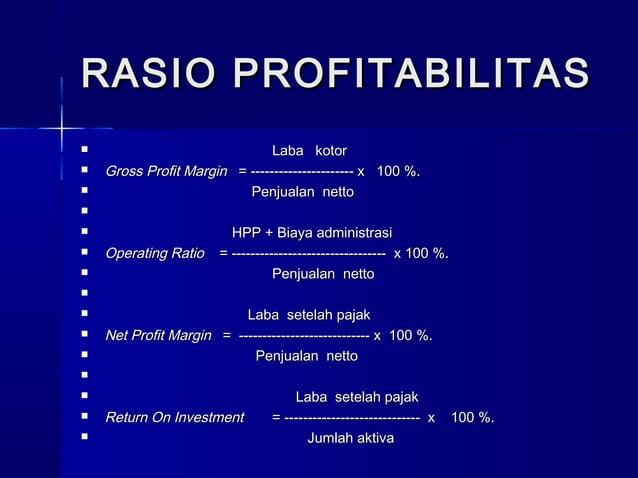 RASIO PROFITABILITAS
Laba kotor
Gross Profit Margin = ---------------------- x 100 %.
Penjualan netto
HPP + Biaya administrasi
Operating Ratio = --------------------------------- x 100 %.
Penjualan netto
Laba setelah pajak
Net Profit Margin = ---------------------------- x 100 %.
Penjualan netto
Laba setelah pajak
Return On Investment = ----------------------------- x 100 %.
Jumlah aktiva